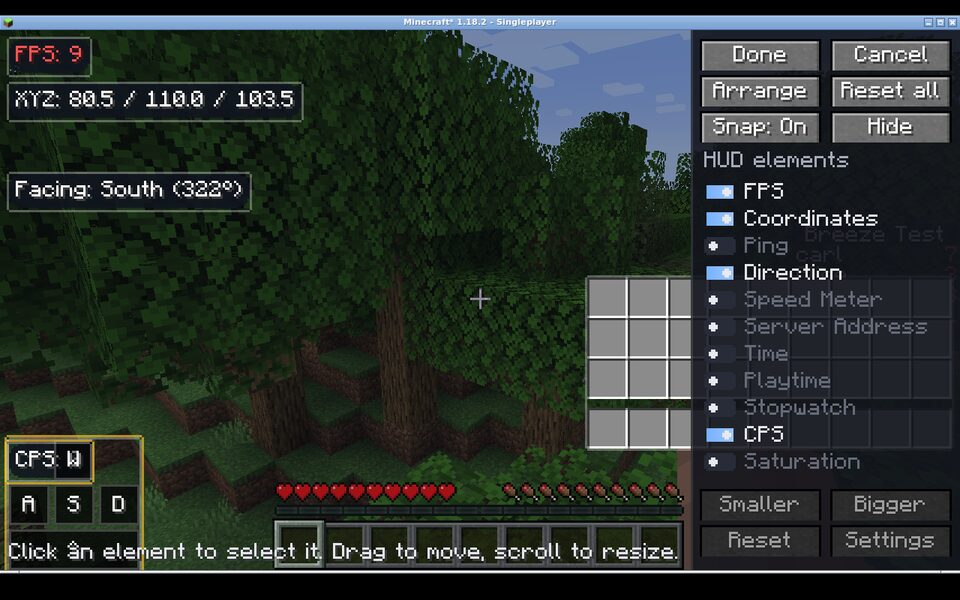 Minecraft* 1.18.2 - Singleplayer
FPS: 9
XYZ: 80.5 / 110.0 / 103.5
Facing: South (322°)
Done
Cancel
Arrange
Reset all
Snap: On
Hide
HUD elements
FPS
Coordinates
Ping
Breeze Test
carl
Direction
Speed Meter
Server Address
Time
Playtime
Stopwatch
CPS
Saturation
CPS: W
A S D
Smaller
Bigger
Reset
Settings
Click an element to select it. Drag to move, scroll to resize.